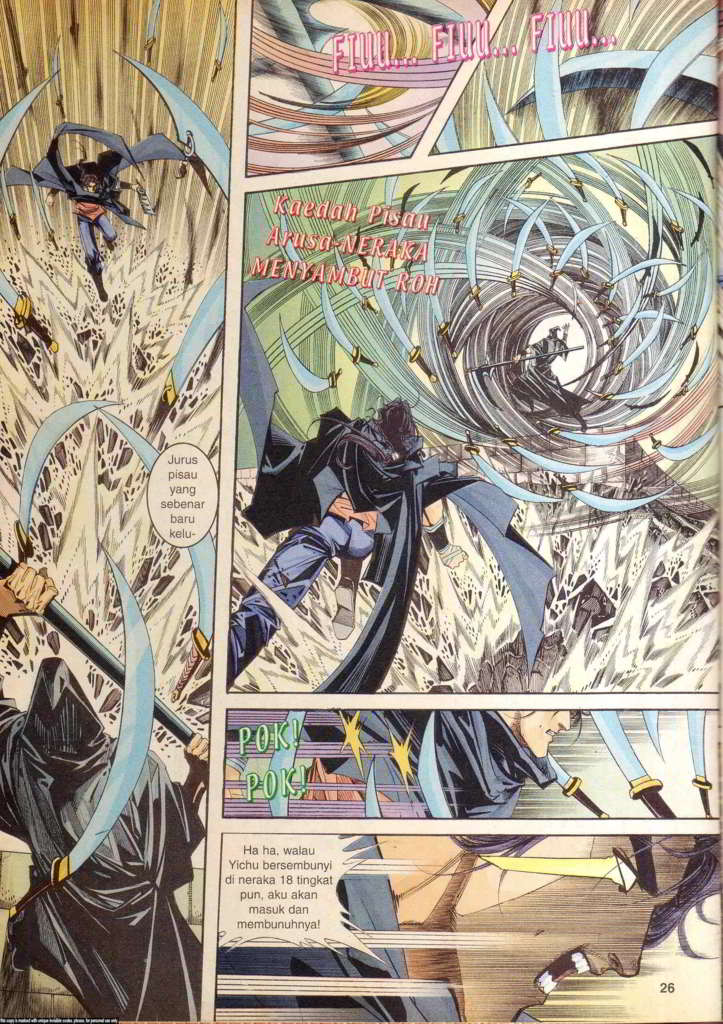 FIUU... FIUU... FIUU...
Kaedah Pisau
Arusa-NERAKA
MENYAMBUT ROH
Jurus
pisau
yang
sebenar
baru
kelu-
POK!
POK!
Ha ha, walau
Yichu bersembunyi
di neraka 18 tingkat
pun, aku akan
masuk dan
membunuhnya!
26